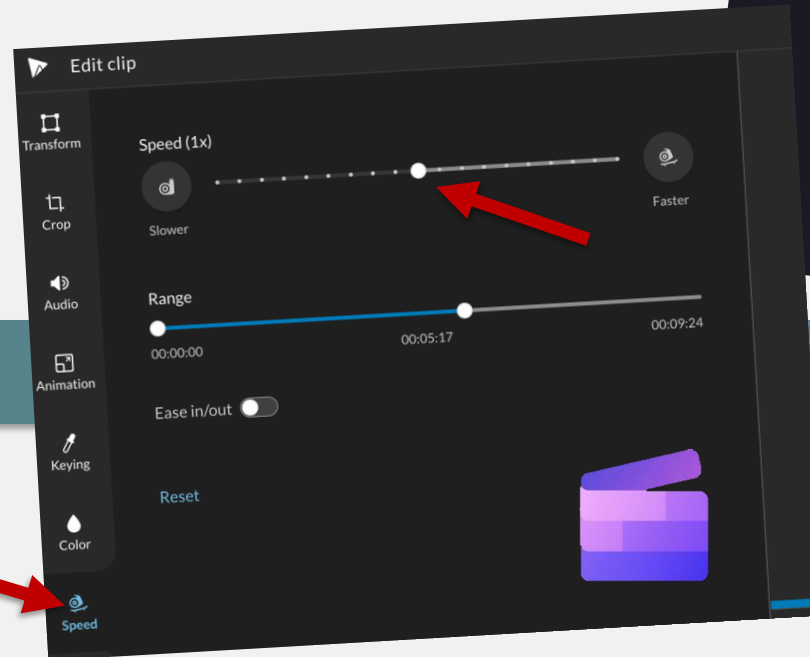 Edit clip
Transform
Crop
Audio
Animation
Keying
Color
Speed
Speed (1x)
Slower
Faster
Range
00:00:00
00:05:17
00:09:24
Ease in/out
Reset